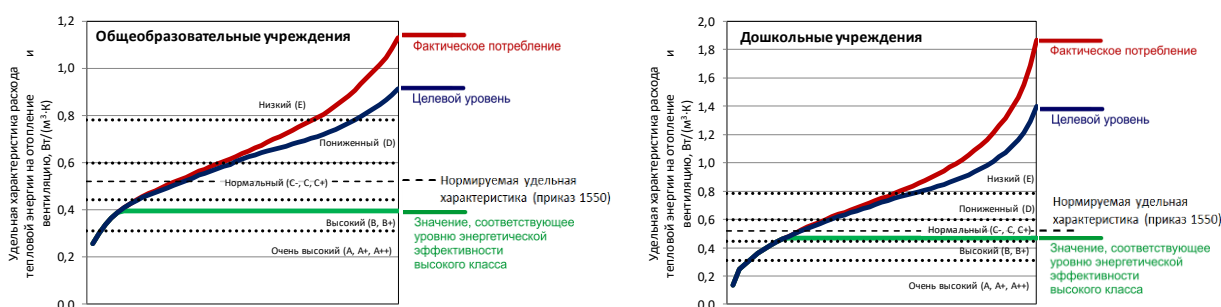 Удельная характеристика расхода и
тепловой энергии на отопление
вентиляцию, Вт/(м³·К)
1,2
1,0
0,8
0,6
0,4
0,2
0,0
Общеобразовательные учреждения
Низкий (E)
Пониженный (D)
Нормальный (C-, C, C+)
Высокий (B, B+)
Очень высокий (A, A+, A++)
Фактическое потребление
Целевой уровень
Нормируемая удельная
характеристика (приказ 1550)
Значение, соответствующее
уровню энергетической
эффективности
высокого класса
Удельная характеристика расхода и
тепловой энергии на отопление
вентиляцию, Вт/(м³·К)
2,0
1,8
1,6
1,4
1,2
1,0
0,8
0,6
0,4
0,2
0,0
Дошкольные учреждения
Низкий (E)
Пониженный (D)
Нормальный (C-, C, C+)
Высокий (B, B+)
Очень высокий (A, A+, A++)
Фактическое потребление
Целевой уровень
Нормируемая удельная
характеристика (приказ 1550)
Значение, соответствующее
уровню энергетической
эффективности
высокого класса